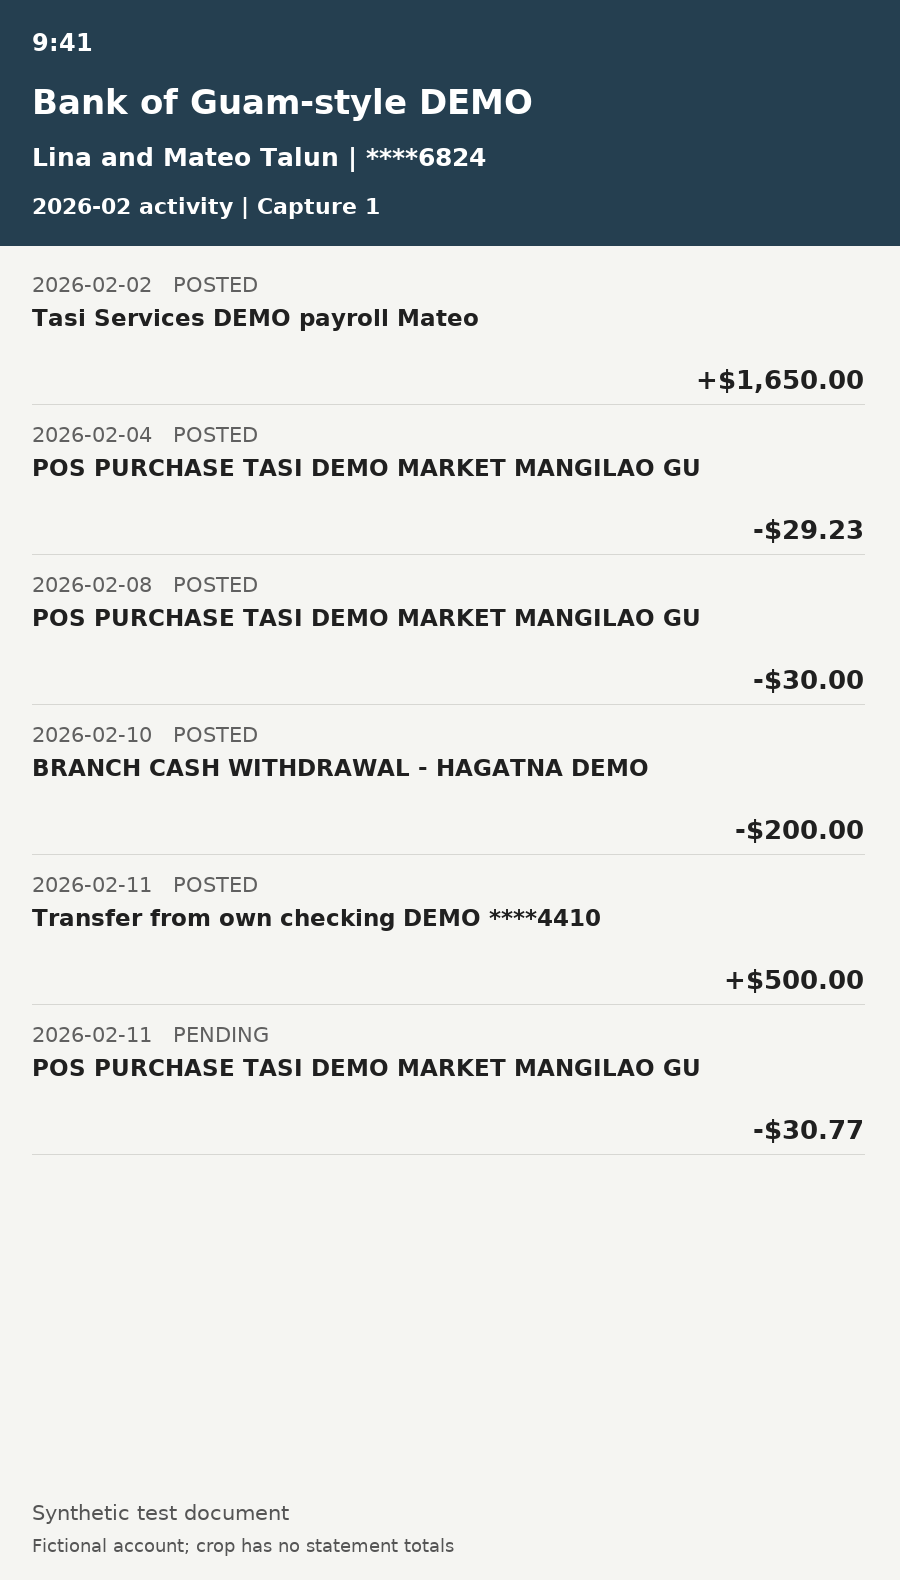 9:41
Bank of Guam-style DEMO
Lina and Mateo Talun | ****6824
2026-02 activity | Capture 1
2026-02-02 POSTED
Tasi Services DEMO payroll Mateo
+$1,650.00
2026-02-04 POSTED
POS PURCHASE TASI DEMO MARKET MANGILAO GU
-$29.23
2026-02-08 POSTED
POS PURCHASE TASI DEMO MARKET MANGILAO GU
-$30.00
2026-02-10 POSTED
BRANCH CASH WITHDRAWAL - HAGATNA DEMO
-$200.00
2026-02-11 POSTED
Transfer from own checking DEMO ****4410
+$500.00
2026-02-11 PENDING
POS PURCHASE TASI DEMO MARKET MANGILAO GU
-$30.77
Synthetic test document
Fictional account; crop has no statement totals